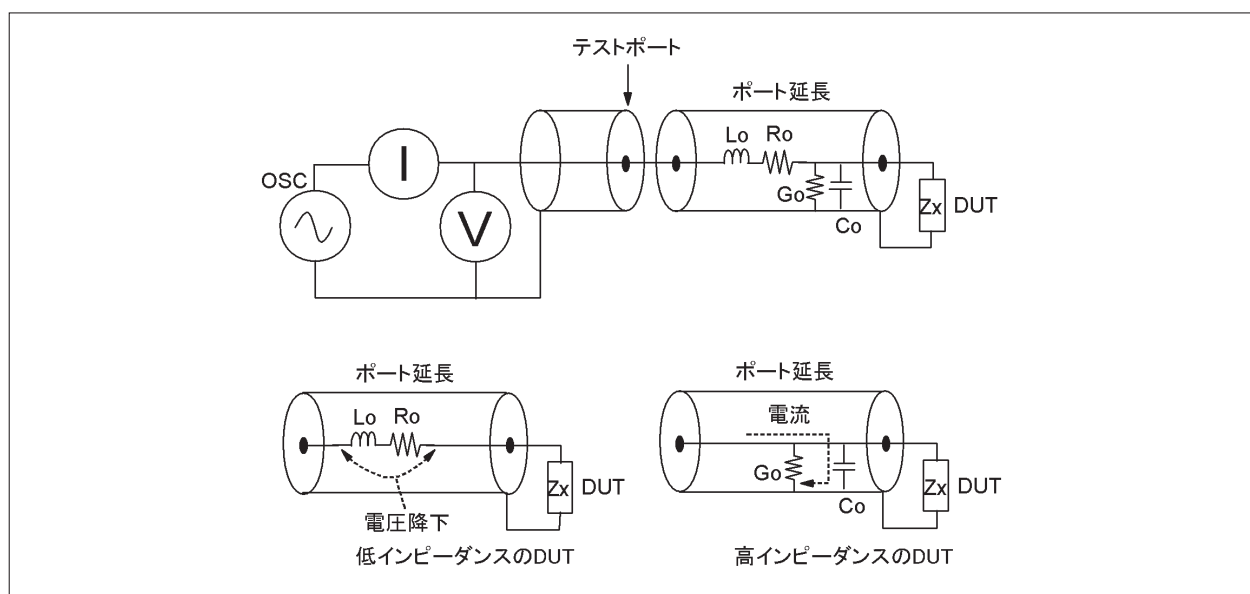 テストポート
ポート延長
Lo Ro
OSC
I
V
Go
Co
Zx DUT
ポート延長
Lo Ro
Zx DUT
電圧降下
低インピーダンスのDUT
ポート延長
電流
Go
Co
Zx DUT
高インピーダンスのDUT